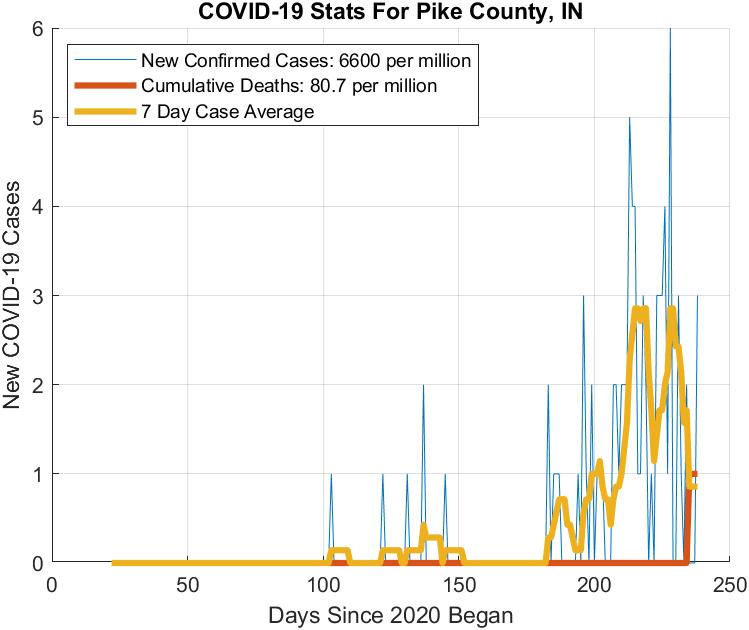 COVID-19 Stats For Pike County, IN
New Confirmed Cases: 6600 per million
Cumulative Deaths: 80.7 per million
7 Day Case Average
New COVID-19 Cases
6
5
4
3
2
1
0
0 50 100 150 200 250
Days Since 2020 Began